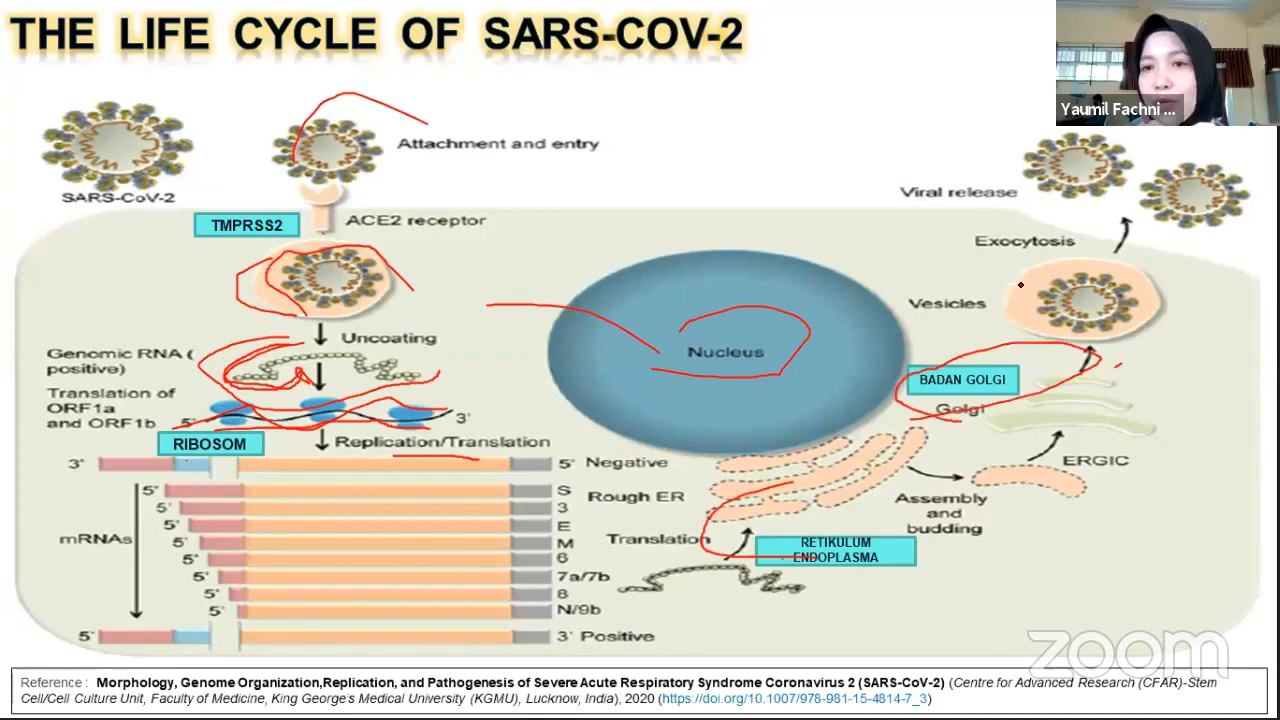 THE LIFE CYCLE OF SARS-COV-2
Yaumil Fachni ...
Attachment and entry
SARS-CoV-2
Viral release
TMPRSS2
ACE2 receptor
Exocytosis
Vesicles
Uncoating
Genomic RNA (
positive)
Nucleus
BADAN GOLGI
Golgi
Translation of
ORF1a
and ORF1b
5'
3'
RIBOSOM
Replication/Translation
3'
5' Negative
ERGIC
5'
S
Rough ER
Assembly
and
budding
5'
3
5'
E
mRNAs
5'
M
Translation
RETIKULUM
ENDOPLASMA
5'
6
5'
7a/7b
5'
8
5'
N/9b
5'
3' Positive
zoom
Reference : Morphology, Genome Organization,Replication, and Pathogenesis of Severe Acute Respiratory Syndrome Coronavirus 2 (SARS-CoV-2) (Centre for Advanced Research (CFAR)-Stem
Cell/Cell Culture Unit, Faculty of Medicine, King George's Medical University (KGMU), Lucknow, India), 2020 (https://doi.org/10.1007/978-981-15-4814-7_3)